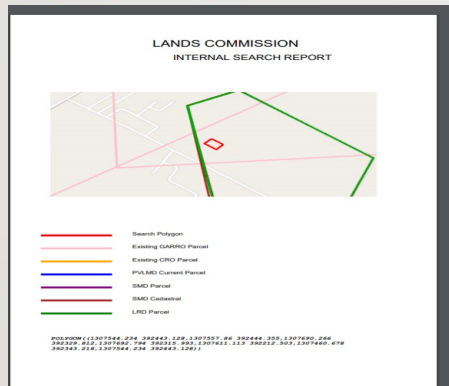 LANDS COMMISSION
INTERNAL SEARCH REPORT
Search Polygon
Existing GARRO Parcel
Existing CRO Parcel
PVLMD Current Parcel
SMD Parcel
SMD Cadastral
LRD Parcel
POLYGON((1307544.234 392443.128,1307557.86 392444.355,1307690.266
392329.812,1307692.794 392315.993,1307611.113 392212.503,1307460.678
392343.218,1307544.234 392443.128))